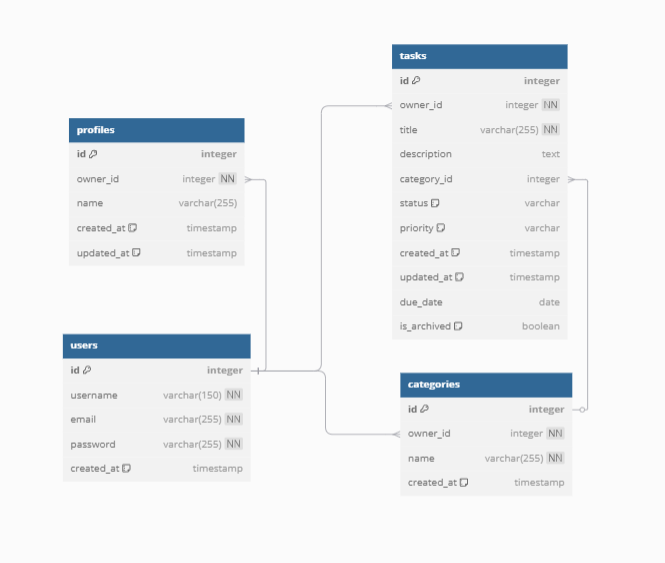 profiles
id integer
owner_id integer NN
name varchar(255)
created_at timestamp
updated_at timestamp
users
id integer
username varchar(150) NN
email varchar(255) NN
password varchar(255) NN
created_at timestamp
tasks
id integer
owner_id integer NN
title varchar(255) NN
description text
category_id integer
status varchar
priority varchar
created_at timestamp
updated_at timestamp
due_date date
is_archived boolean
categories
id integer
owner_id integer NN
name varchar(255) NN
created_at timestamp